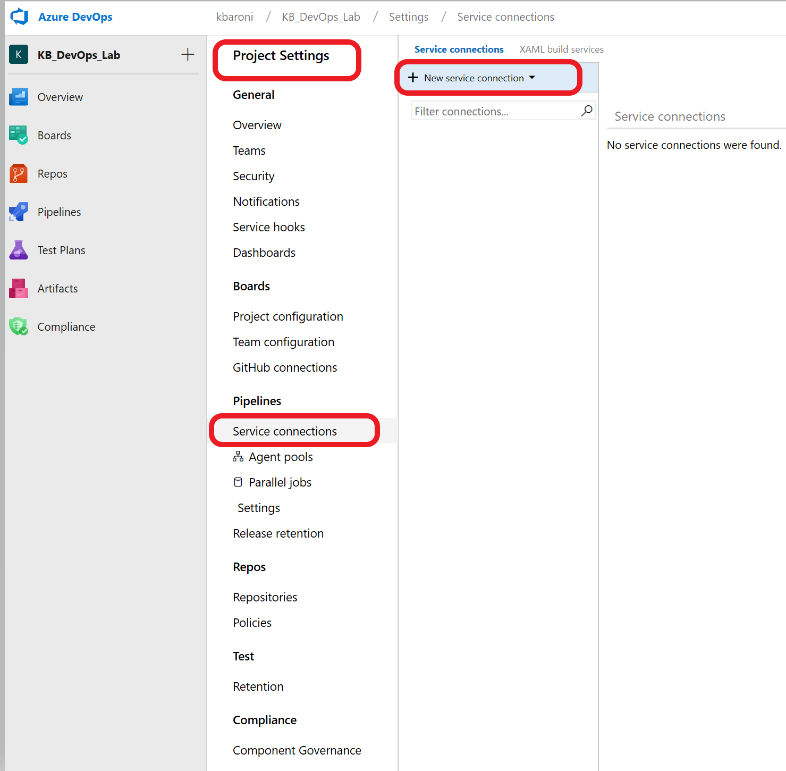 Azure DevOps
kbaroni / KB_DevOps_Lab / Settings / Service connections
K KB_DevOps_Lab
Overview
Boards
Repos
Pipelines
Test Plans
Artifacts
Compliance
Project Settings
General
Overview
Teams
Security
Notifications
Service hooks
Dashboards
Boards
Project configuration
Team configuration
GitHub connections
Pipelines
Service connections
Agent pools
Parallel jobs
Settings
Release retention
Repos
Repositories
Policies
Test
Retention
Compliance
Component Governance
Service connections XAML build services
+ New service connection
Filter connections...
Service connections
No service connections were found.